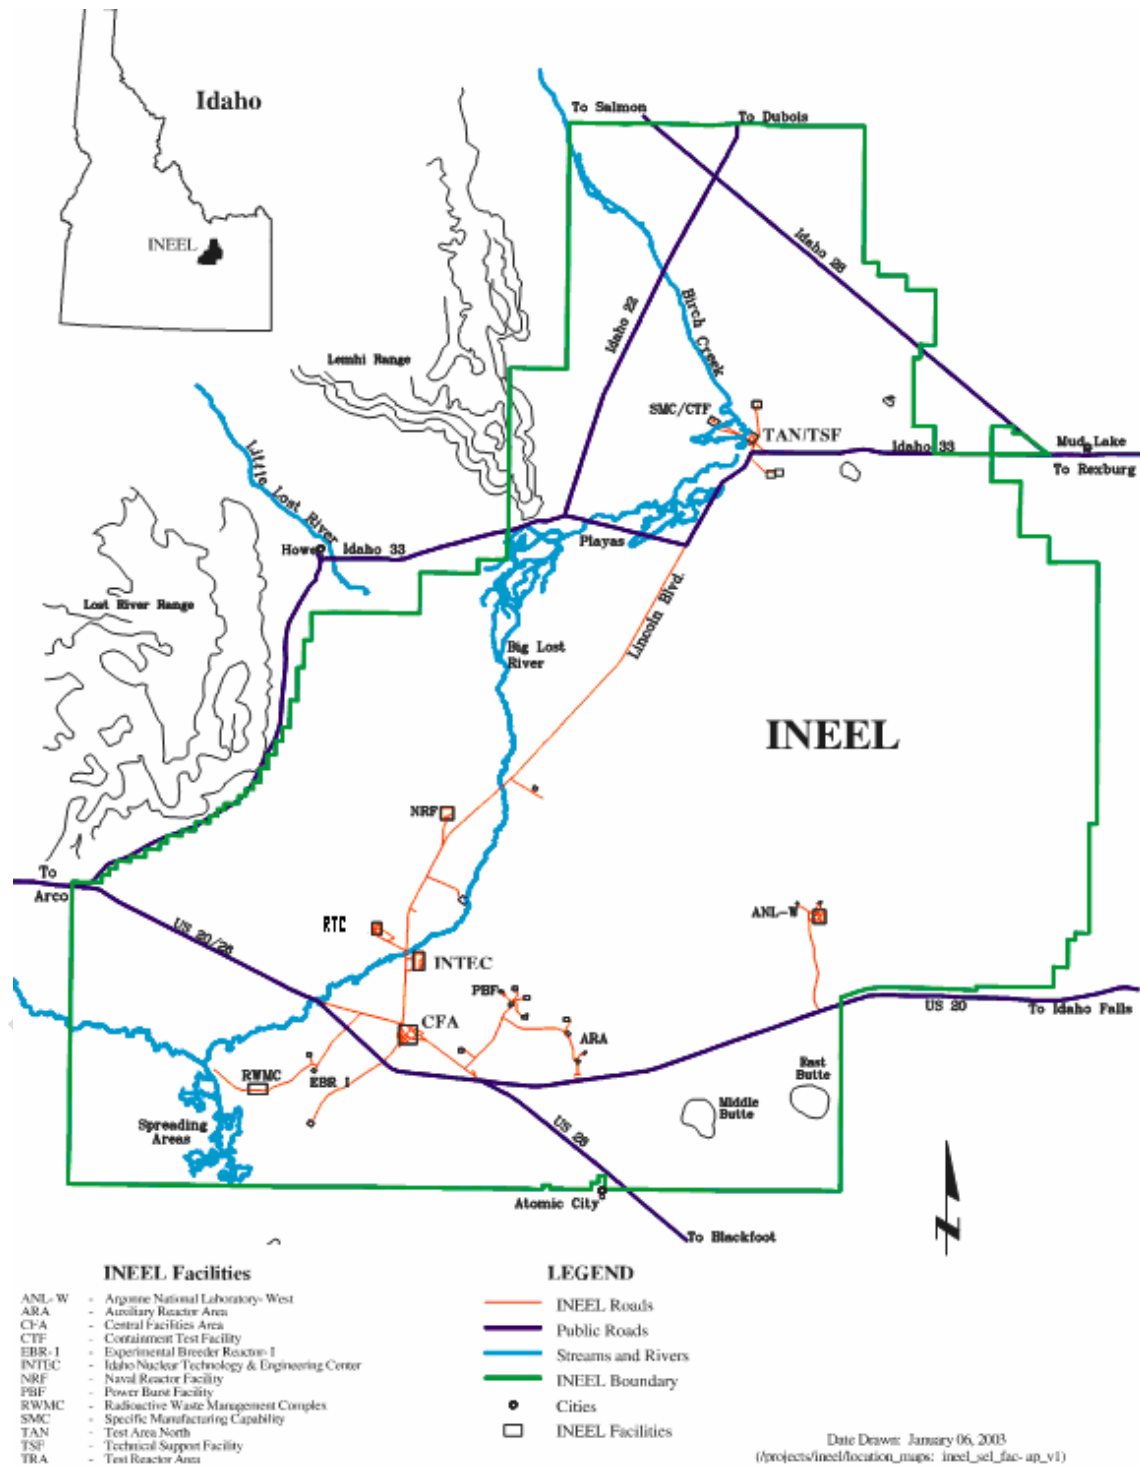 Idaho
INEEL
To Salmon
To Dubois
Idaho 28
Idaho 22
Birch Creek
Lemhi Range
SMC/CTF
TAN/TSF
Idaho 33
Mud Lake
To Rexburg
Little Lost River
Howe
Idaho 33
Playas
Lost River Range
Lincoln Blvd.
Big Lost
River
INEEL
NRF
To
Arco
US 20/26
RTC
INTEC
ANL-W
PBF
CFA
ARA
US 20
To Idaho Falls
RWMC
EBR I
East
Butte
Middle
Butte
Spreading
Areas
US 26
Atomic City
To Blackfoot
N
INEEL Facilities
ANL-W - Argonne National Laboratory-West
ARA - Auxiliary Reactor Area
CFA - Central Facilities Area
CTF - Containment Test Facility
EBR-I - Experimental Breeder Reactor-I
INTEC - Idaho Nuclear Technology & Engineering Center
NRF - Naval Reactor Facility
PBF - Power Burst Facility
RWMC - Radioactive Waste Management Complex
SMC - Specific Manufacturing Capability
TAN - Test Area North
TSF - Technical Support Facility
TRA - Test Reactor Area
LEGEND
INEEL Roads
Public Roads
Streams and Rivers
INEEL Boundary
Cities
INEEL Facilities
Date Drawn: January 06, 2003
(/projects/ineel/location_maps: ineel_sel_fac-ap_v1)